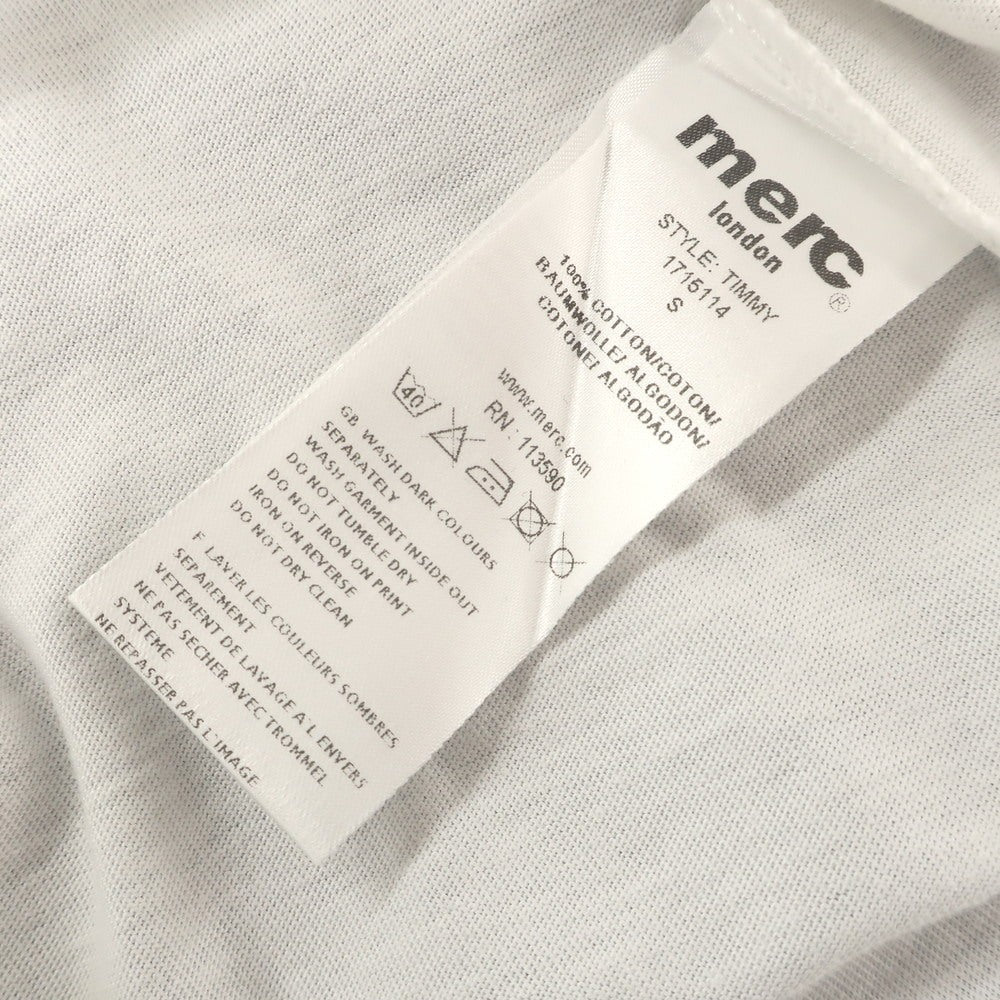 merc
london
®
STYLE: TIMMY
1715114
S
100% COTTON/COTON/
BAUMWOLLE/ ALGODON/
COTONE/ ALGODÃO
www.merc.com
RN : 113590
40
GB WASH DARK COLOURS
SEPARATELY
WASH GARMENT INSIDE OUT
DO NOT TUMBLE DRY
DO NOT IRON ON PRINT
IRON ON REVERSE
DO NOT DRY CLEAN
F LAVER LES COULEURS SOMBRES
SEPAREMENT
VETEMENT DE LAVAGE A`L ENVERS
NE PAS SECHER AVEC TROMMEL
SYSTEME
NE REPASSER PAS L`IMAGE